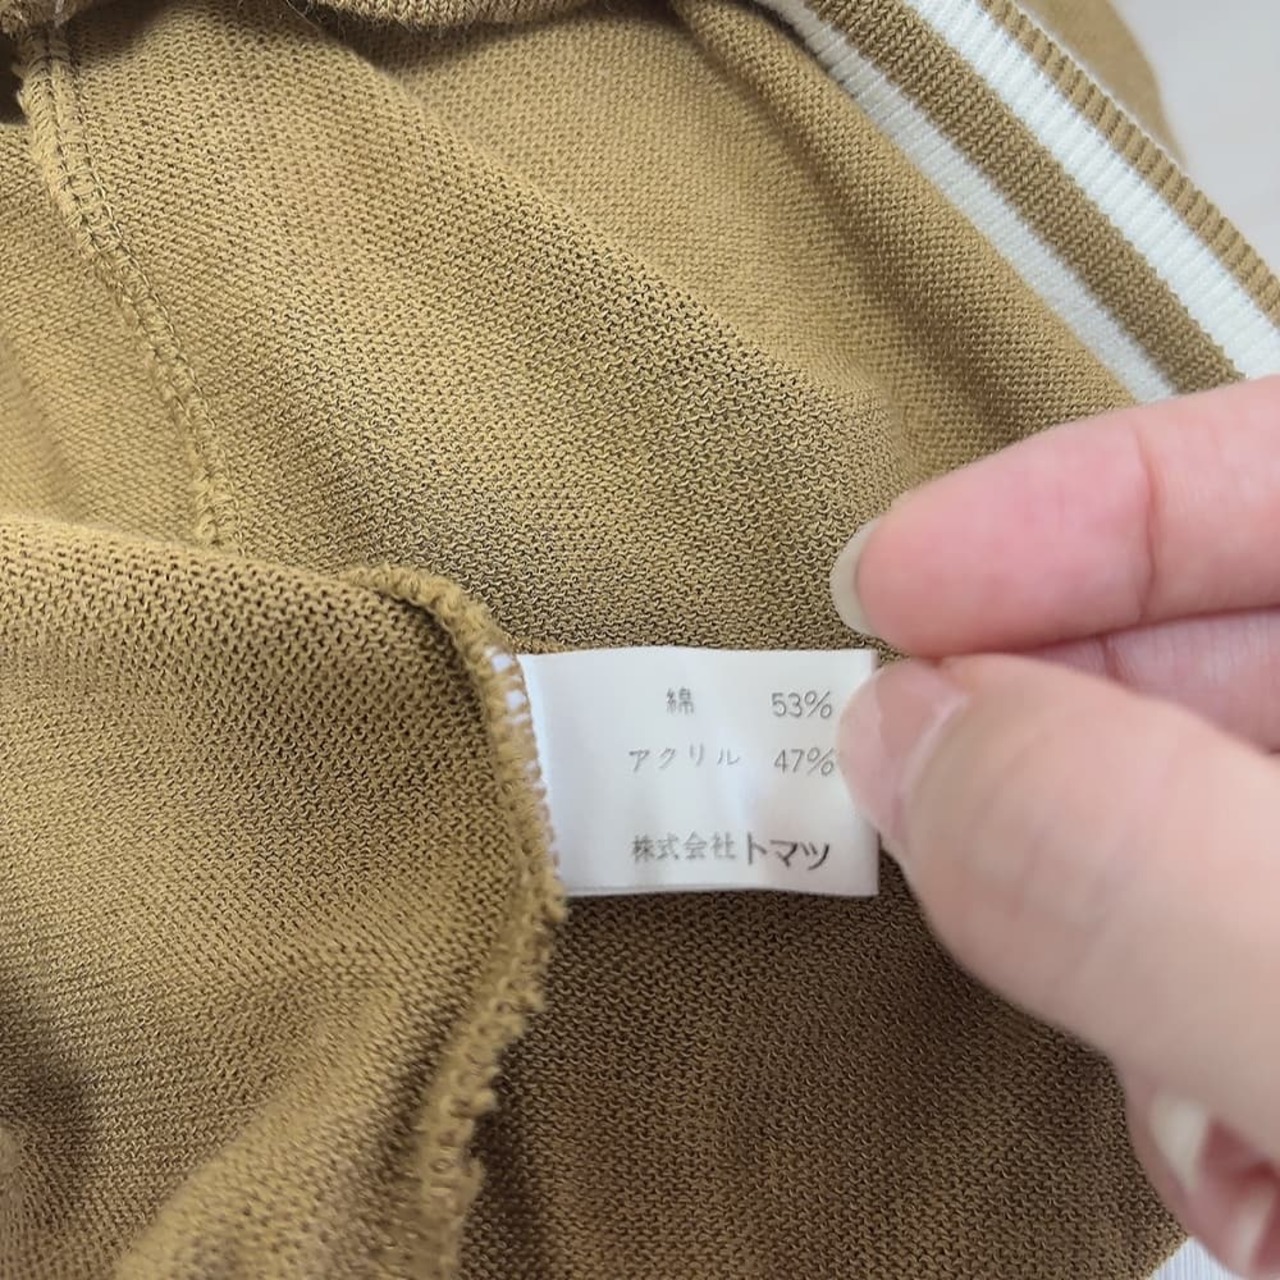 綿 53%
アクリル 47%
株式会社トマツ